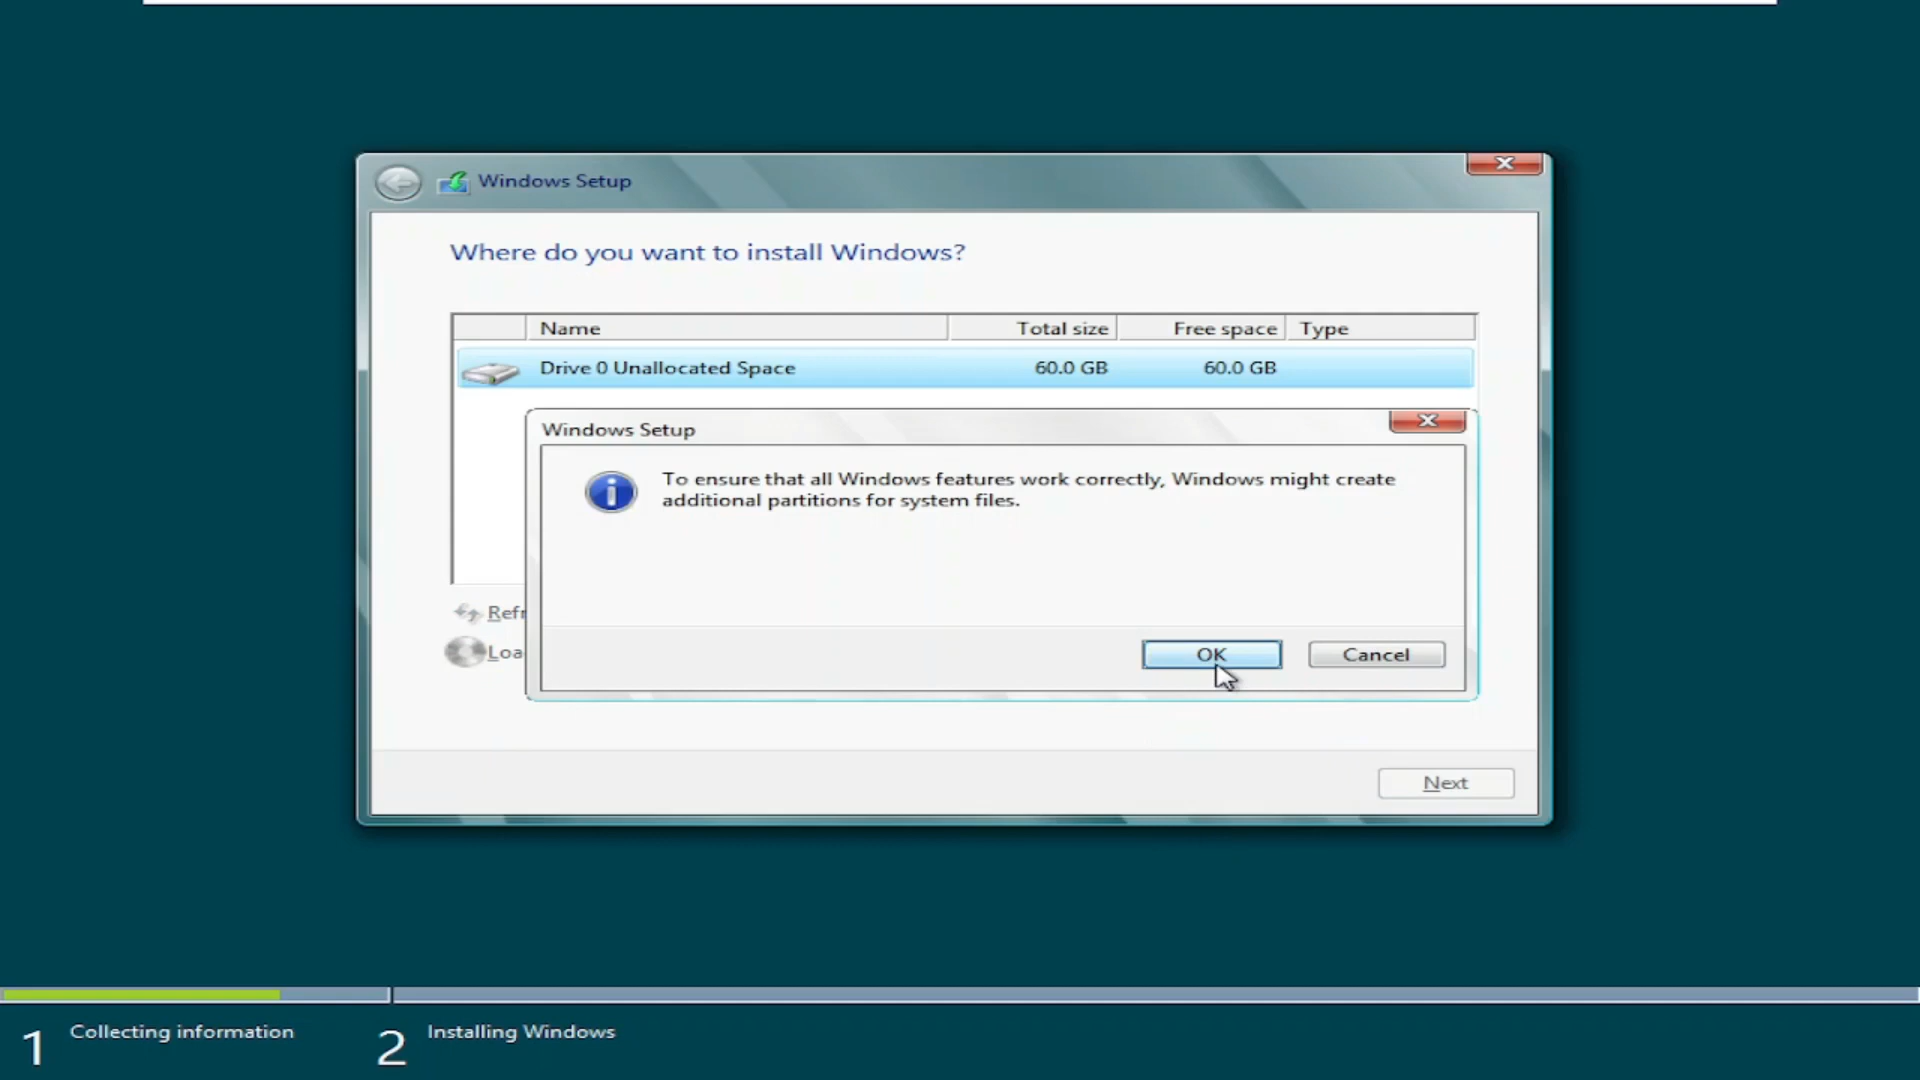 Windows Setup
Where do you want to install Windows?
Name Total size Free space Type
Drive 0 Unallocated Space 60.0 GB 60.0 GB
Windows Setup
To ensure that all Windows features work correctly, Windows might create
additional partitions for system files.
Refr
Loa
OK Cancel
Next
1 Collecting information 2 Installing Windows